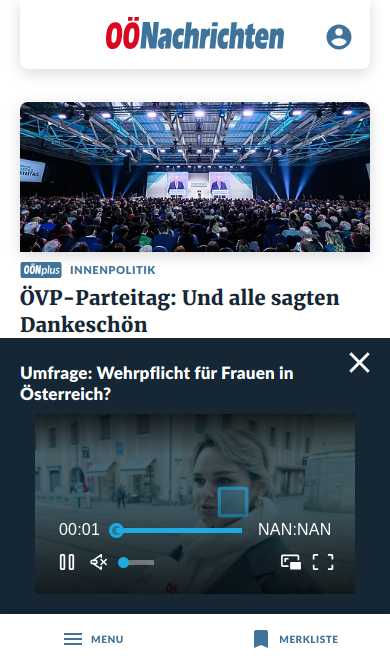 OÖNachrichten
OÖNplus INNENPOLITIK
ÖVP-Parteitag: Und alle sagten
Dankeschön
Umfrage: Wehrpflicht für Frauen in
Österreich?
00:01 NAN:NAN
MENU MERKLISTE